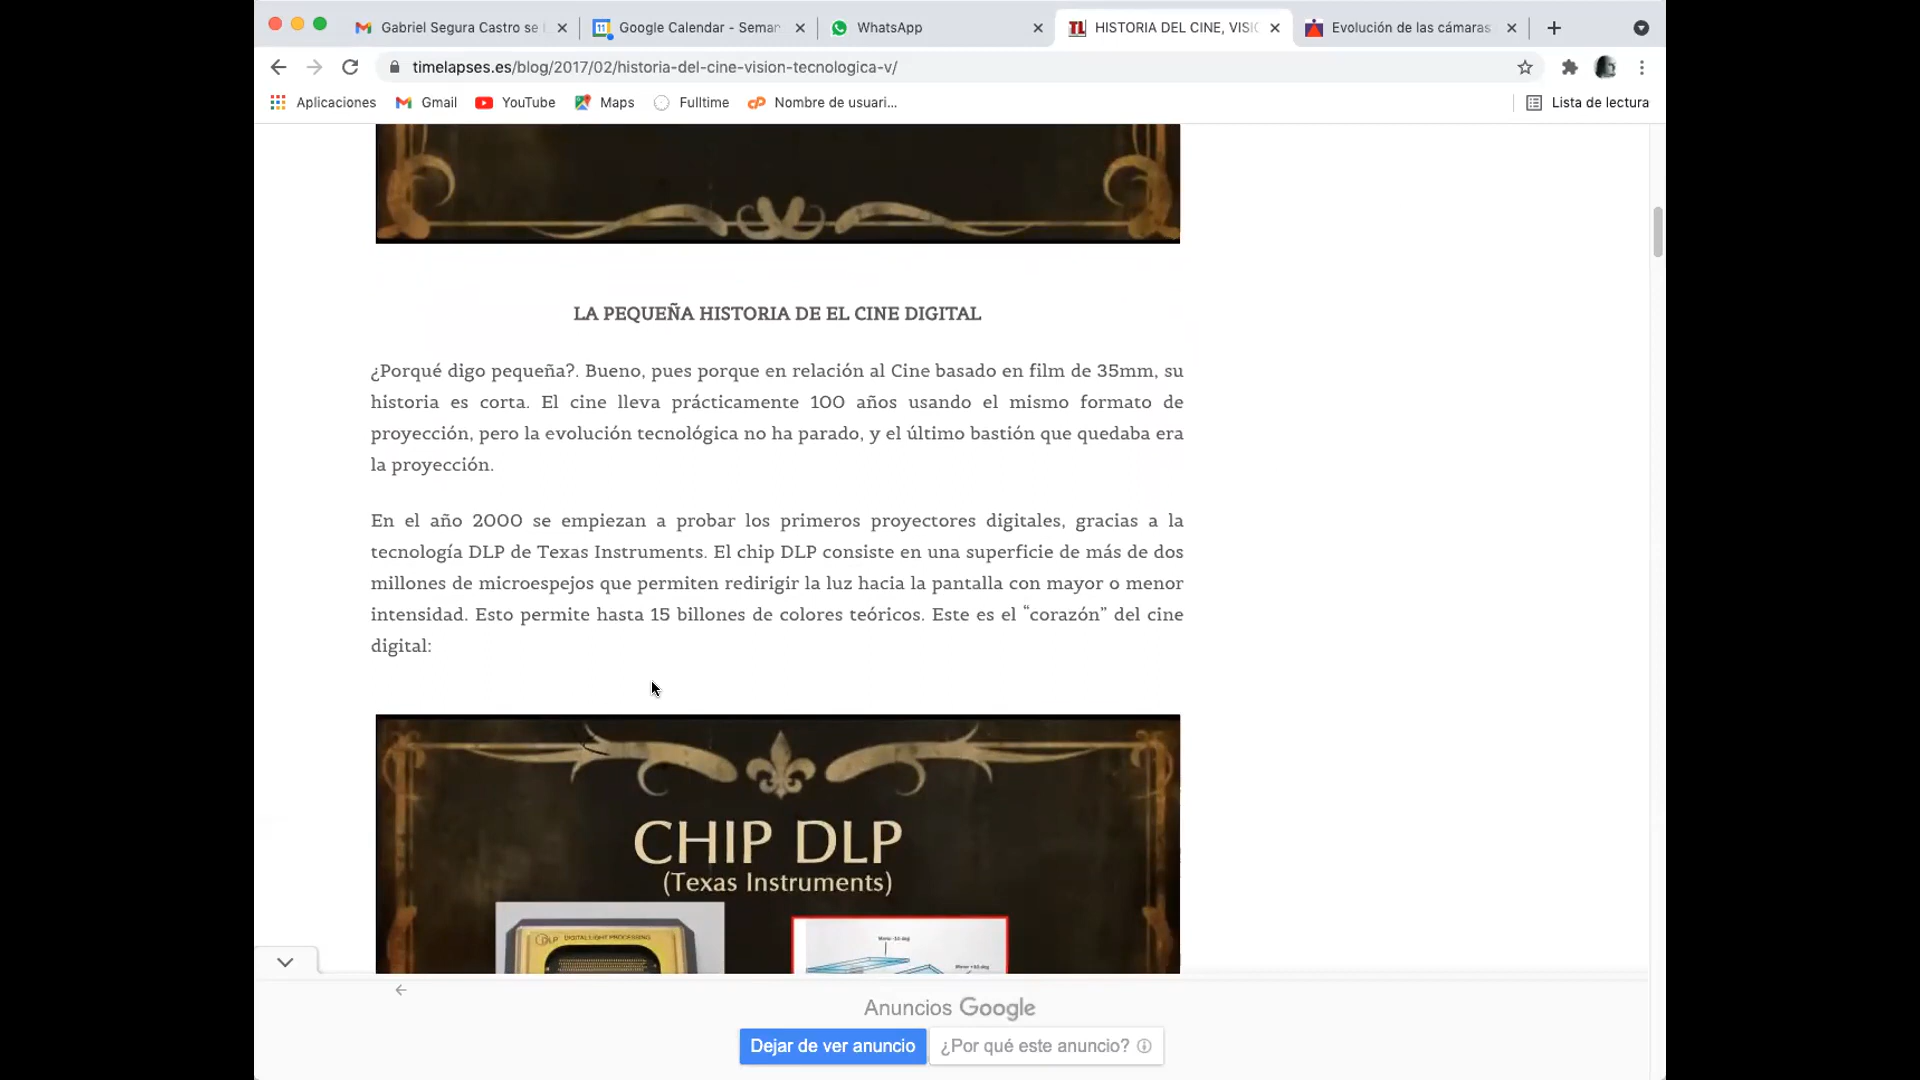 Gabriel Segura Castro se
Google Calendar - Seman
WhatsApp
TL HISTORIA DEL CINE, VISI
Evolución de las cámaras
timelapses.es/blog/2017/02/historia-del-cine-vision-tecnologica-v/
Aplicaciones
Gmail
YouTube
Maps
Fulltime
Nombre de usuari...
Lista de lectura
LA PEQUEÑA HISTORIA DE EL CINE DIGITAL
¿Porqué digo pequeña?. Bueno, pues porque en relación al Cine basado en film de 35mm, su
historia es corta. El cine lleva prácticamente 100 años usando el mismo formato de
proyección, pero la evolución tecnológica no ha parado, y el último bastión que quedaba era
la proyección.
En el año 2000 se empiezan a probar los primeros proyectores digitales, gracias a la
tecnología DLP de Texas Instruments. El chip DLP consiste en una superficie de más de dos
millones de microespejos que permiten redirigir la luz hacia la pantalla con mayor o menor
intensidad. Esto permite hasta 15 billones de colores teóricos. Este es el “corazón” del cine
digital:
CHIP DLP
(Texas Instruments)
DLP DIGITAL LIGHT PROCESSING
Anuncios Google
Dejar de ver anuncio
¿Por qué este anuncio?